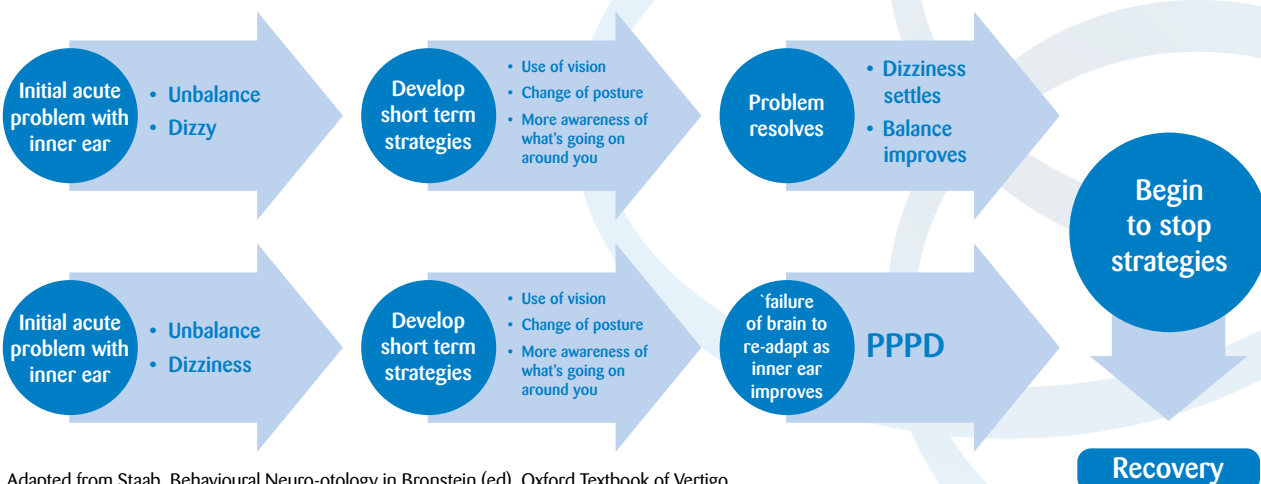 Initial acute
problem with
inner ear
• Unbalance
• Dizzy
Develop
short term
strategies
• Use of vision
• Change of posture
• More awareness of
what's going on
around you
Problem
resolves
• Dizziness
settles
• Balance
improves
Begin
to stop
strategies
Initial acute
problem with
inner ear
• Unbalance
• Dizziness
Develop
short term
strategies
• Use of vision
• Change of posture
• More awareness of
what's going on
around you
`failure
of brain to
re-adapt as
inner ear
improves
PPPD
Recovery
Adapted from Staab, Behavioural Neuro-otology in Bronstein (ed), Oxford Textbook of Vertigo